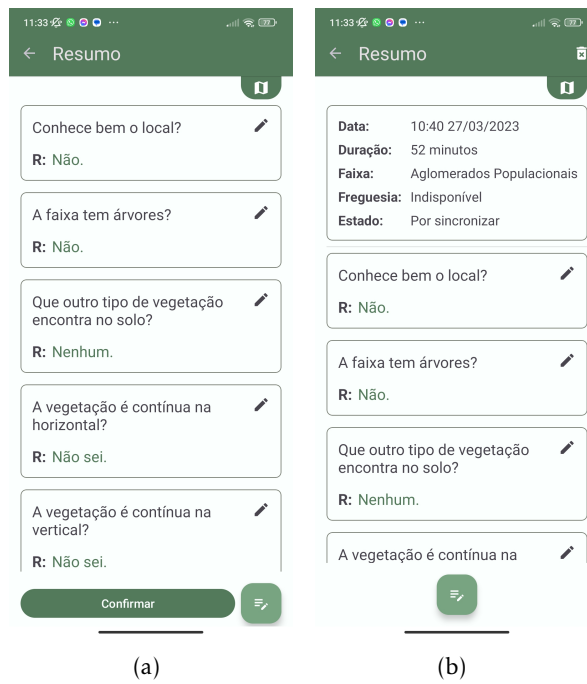 11:33 ... 77
Resumo
Conhece bem o local?
R: Não.
A faixa tem árvores?
R: Não.
Que outro tipo de vegetação
encontra no solo?
R: Nenhum.
A vegetação é contínua na
horizontal?
R: Não sei.
A vegetação é contínua na
vertical?
R: Não sei.
Confirmar
(a)
11:33 ... 77
Resumo
Data: 10:40 27/03/2023
Duração: 52 minutos
Faixa: Aglomerados Populacionais
Freguesia: Indisponível
Estado: Por sincronizar
Conhece bem o local?
R: Não.
A faixa tem árvores?
R: Não.
Que outro tipo de vegetação
encontra no solo?
R: Nenhum.
A vegetação é contínua na
(b)